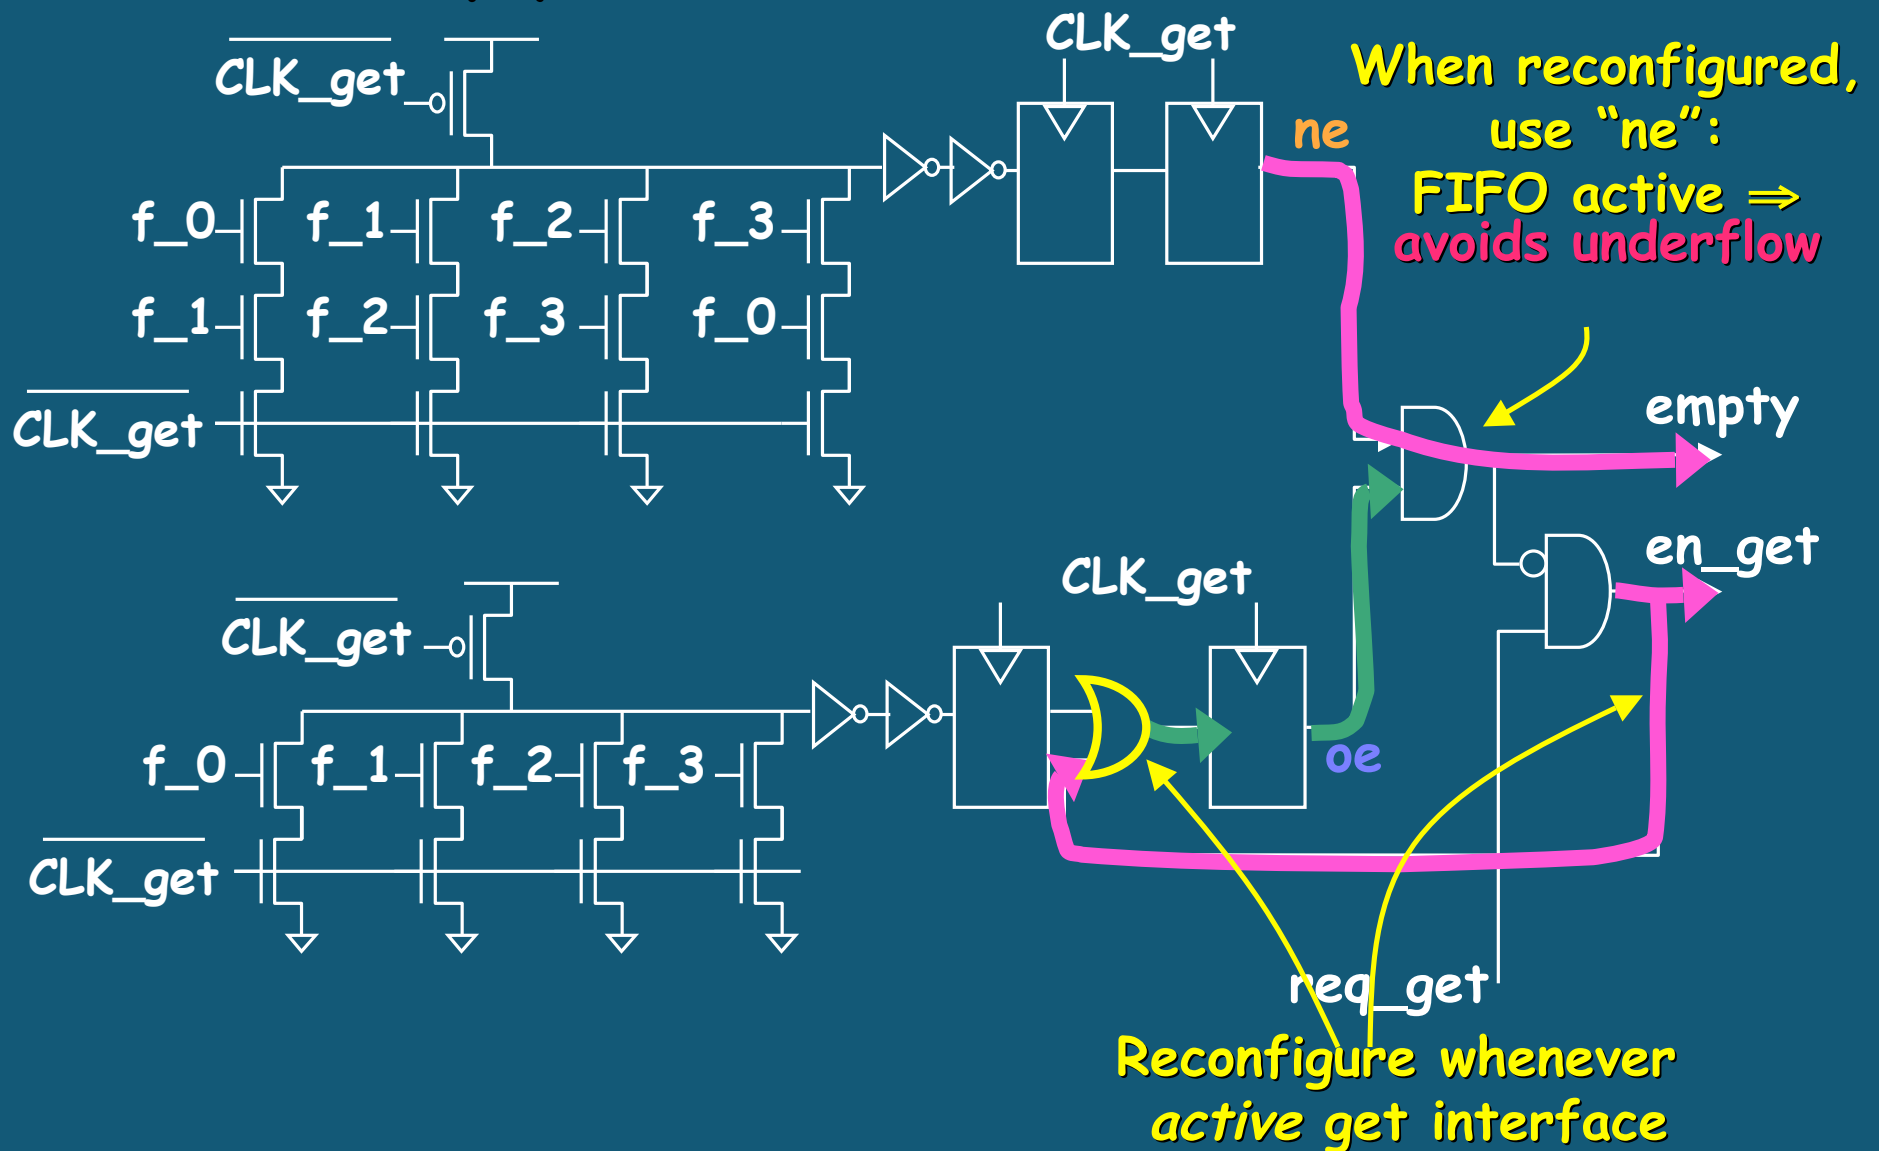 CLK_get
When reconfigured,
CLK_get
use “ne”:
ne
FIFO active ⇒
avoids underflow
f_0 f_1 f_2 f_3
f_1 f_2 f_3 f_0
CLK_get
empty
en_get
CLK_get
CLK_get
oe
f_0 f_1 f_2 f_3
CLK_get
req_get
Reconfigure whenever
active get interface